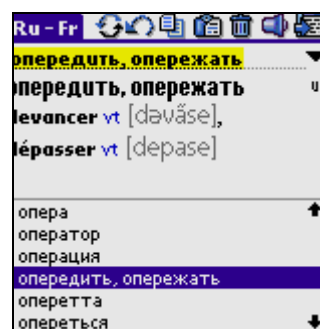 Ru-Fr
опередить, опережать
опередить, опережать
devancer vt [dəvɑ̃se],
dépasser vt [depase]
опера
оператор
операция
опередить, опережать
оперетта
опереться